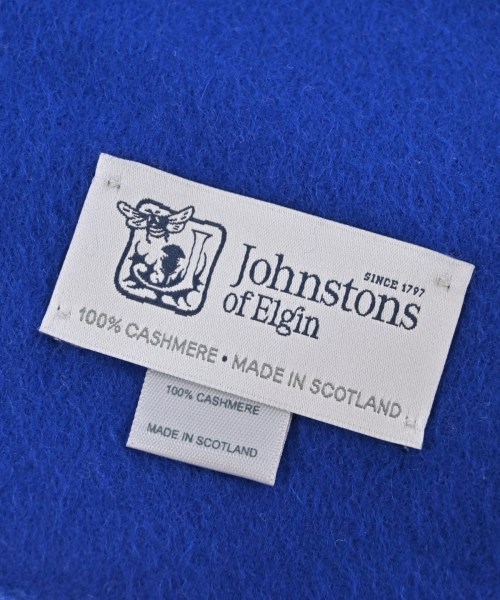 SINCE 1797
Johnstons
of Elgin
100% CASHMERE • MADE IN SCOTLAND
100% CASHMERE
MADE IN SCOTLAND